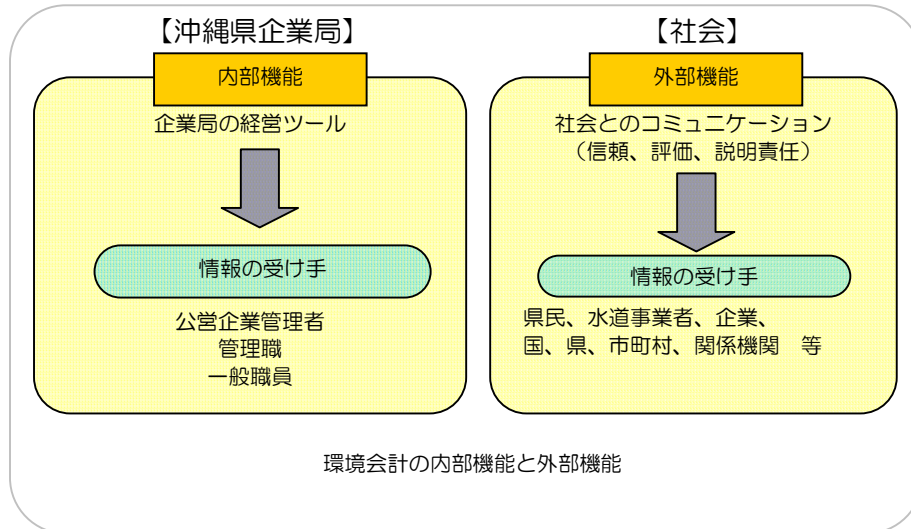 【沖縄県企業局】
内部機能
企業局の経営ツール
情報の受け手
公営企業管理者
管理職
一般職員
【社会】
外部機能
社会とのコミュニケーション
（信頼、評価、説明責任）
情報の受け手
県民、水道事業者、企業、
国、県、市町村、関係機関　等
環境会計の内部機能と外部機能